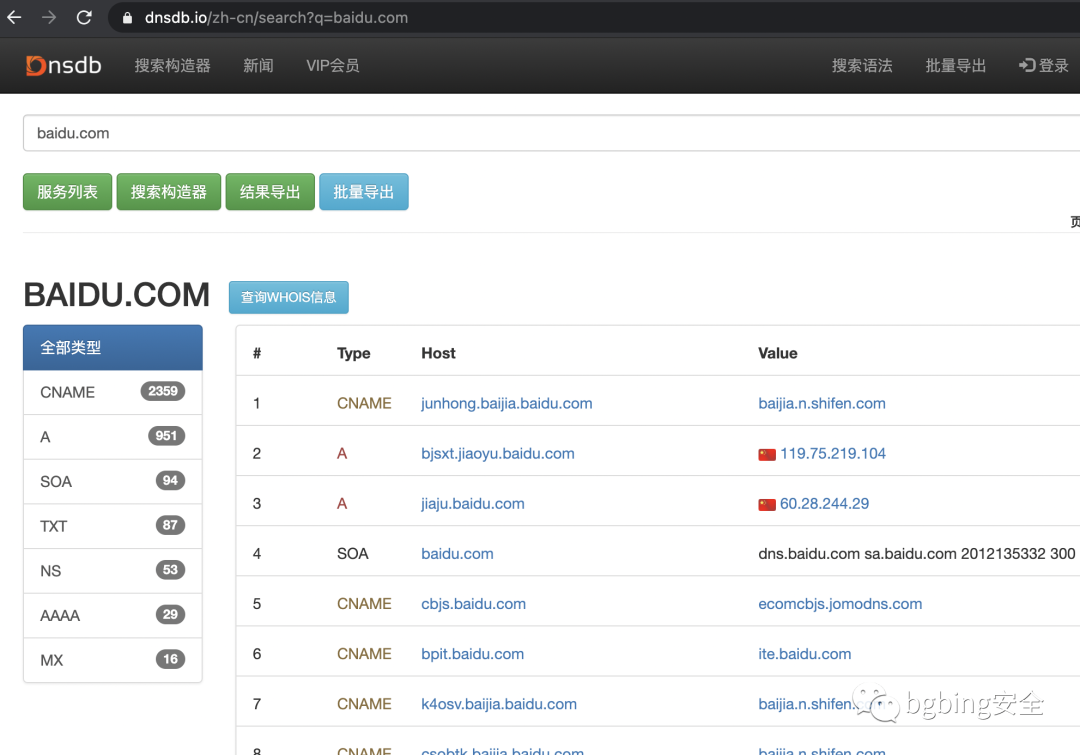 dnsdb.io/zh-cn/search?q=baidu.com
Dnsdb 搜索构造器 新闻 VIP会员 搜索语法 批量导出 登录
baidu.com
服务列表 搜索构造器 结果导出 批量导出
页
BAIDU.COM 查询WHOIS信息
全部类型
CNAME 2359
A 951
SOA 94
TXT 87
NS 53
AAAA 29
MX 16
# Type Host Value
1 CNAME junhong.baijia.baidu.com baijia.n.shifen.com
2 A bjsxt.jiaoyu.baidu.com 119.75.219.104
3 A jiaju.baidu.com 60.28.244.29
4 SOA baidu.com dns.baidu.com sa.baidu.com 2012135332 300
5 CNAME cbjs.baidu.com ecomcbjs.jomodns.com
6 CNAME bpit.baidu.com ite.baidu.com
7 CNAME k4osv.baijia.baidu.com baijia.n.shifen.com
8 CNAME csobtk.baijia.baidu.com baijia.n.shifen.com
bgbing安全